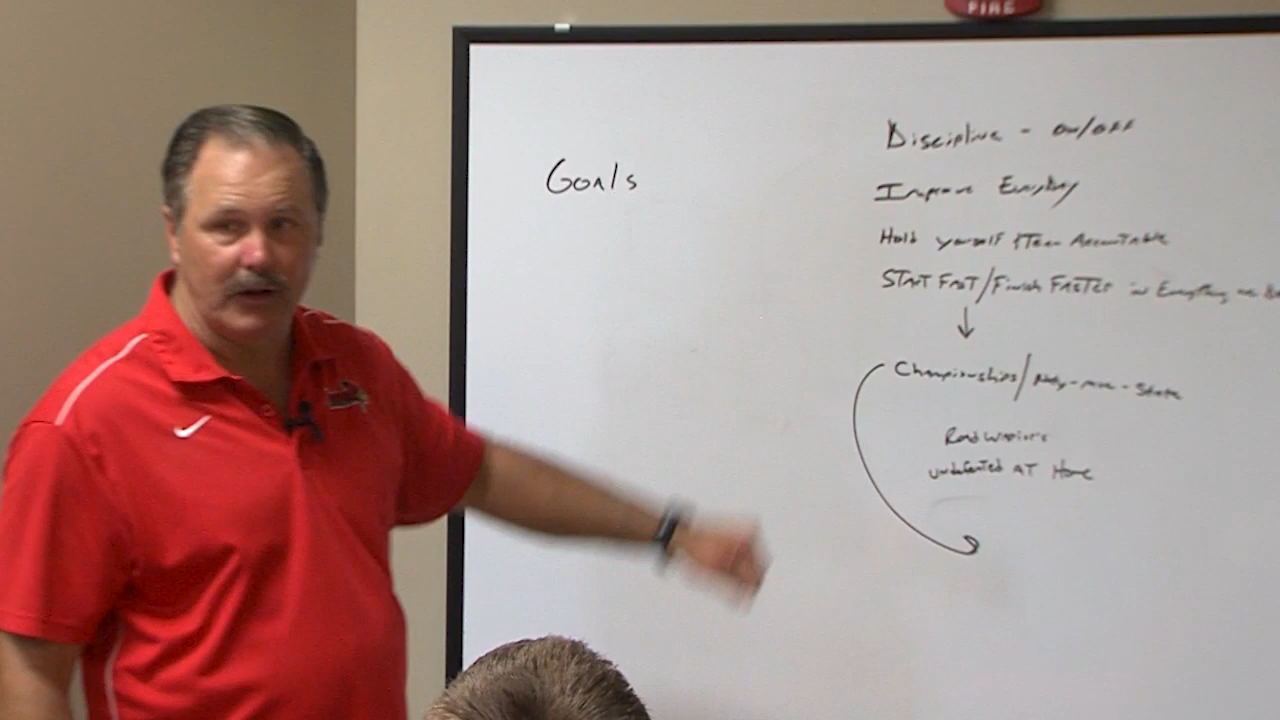 FIRE
Goals
Discipline - On/OFF
Improve Everyday
Hold yourself & Team Accountable
START FAST/Finish FASTER in Everything we
Championships/ State
Road Warriors
undefeated AT Home